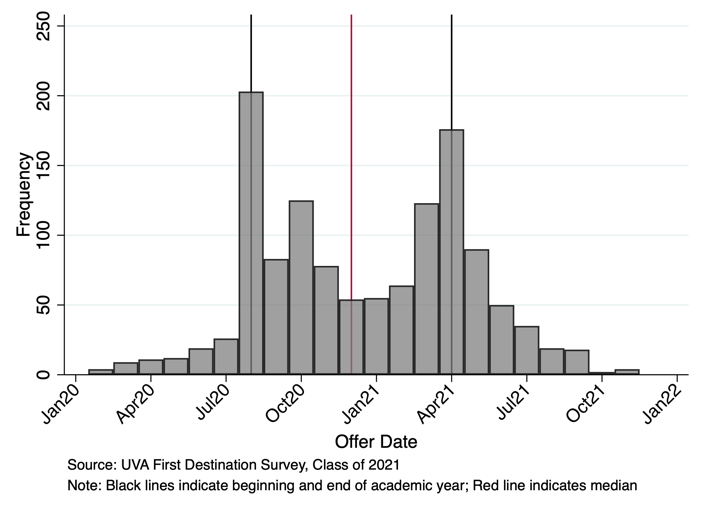 250
200
150
100
50
0
Frequency
Jan20
Apr20
Jul20
Oct20
Jan21
Apr21
Jul21
Oct21
Jan22
Offer Date
Source: UVA First Destination Survey, Class of 2021
Note: Black lines indicate beginning and end of academic year; Red line indicates median